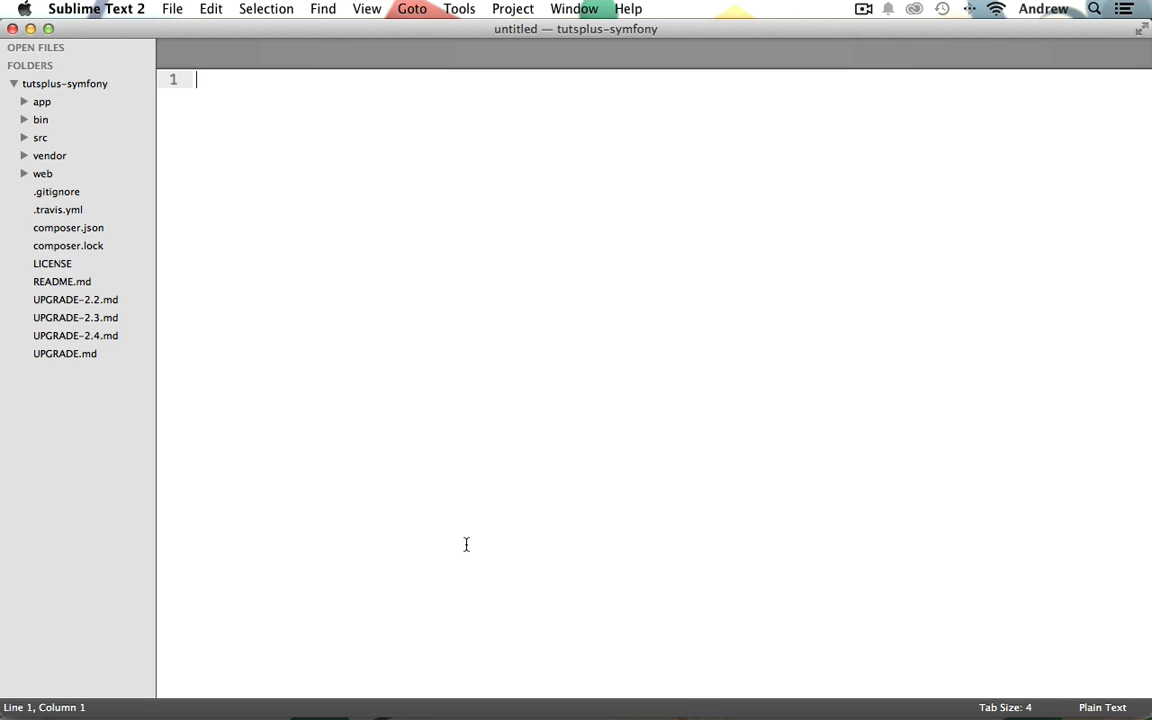 Sublime Text 2 File Edit Selection Find View Goto Tools Project Window Help Andrew
untitled — tutsplus-symfony
OPEN FILES
FOLDERS
tutsplus-symfony
app
bin
src
vendor
web
.gitignore
.travis.yml
composer.json
composer.lock
LICENSE
README.md
UPGRADE-2.2.md
UPGRADE-2.3.md
UPGRADE-2.4.md
UPGRADE.md
1
Line 1, Column 1 Tab Size: 4 Plain Text